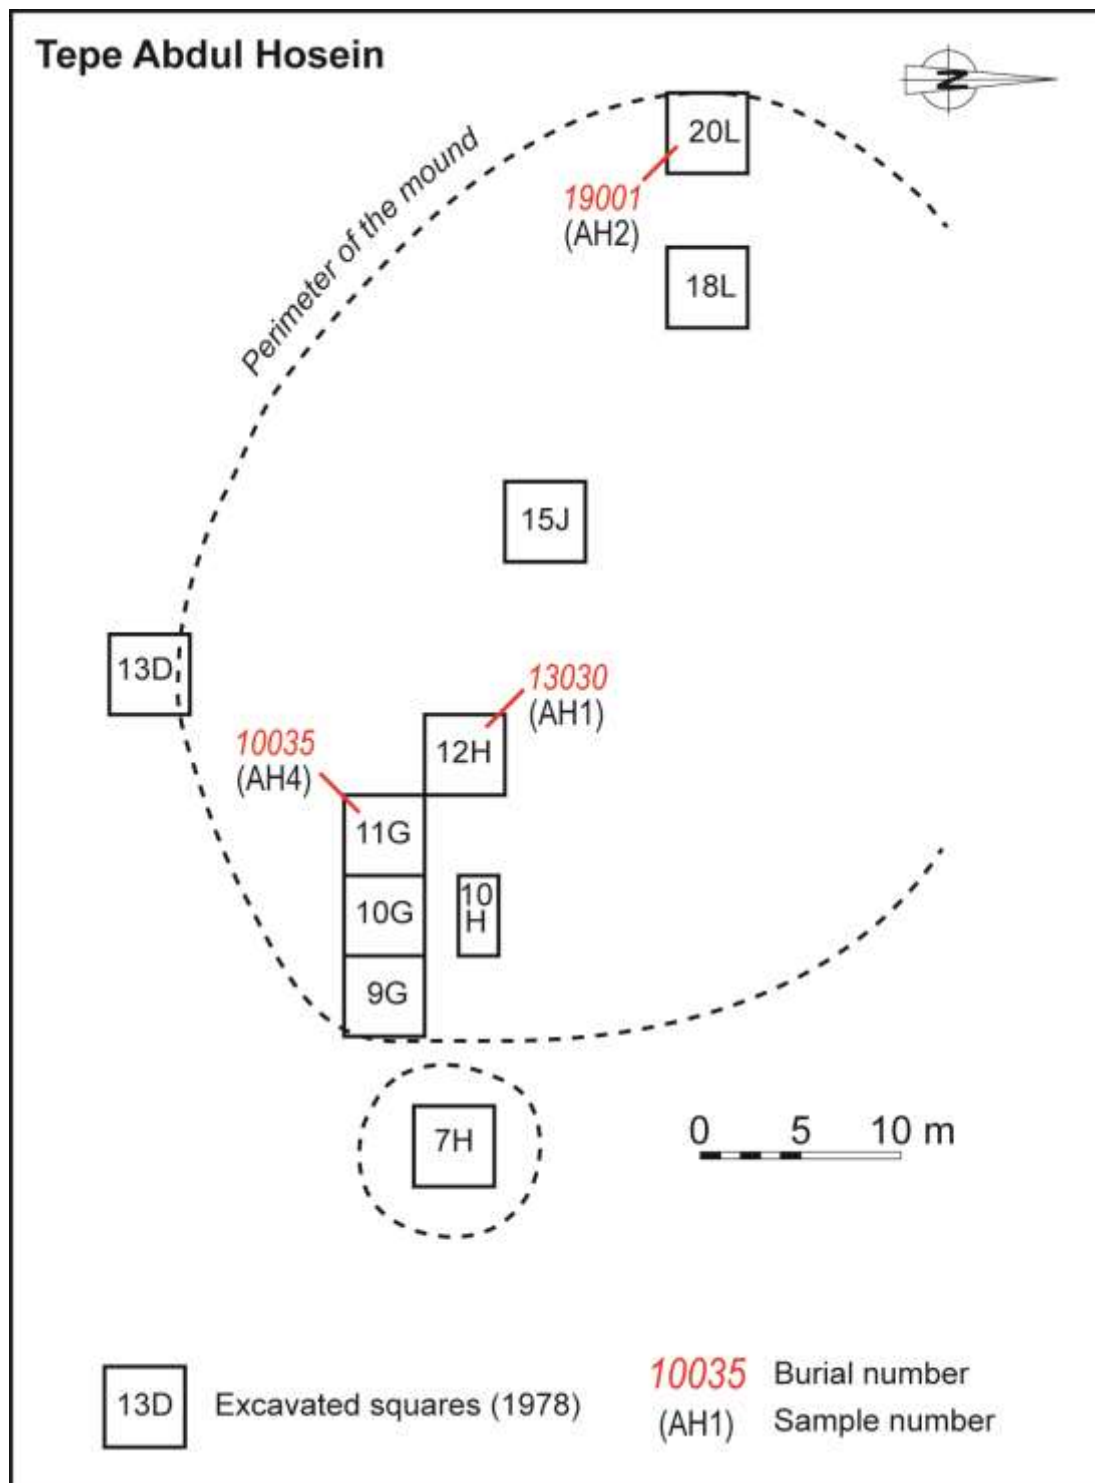 Tepe Abdul Hosein
N
20L
Perimeter of the mound
19001
(AH2)
18L
15J
13D
13030
(AH1)
12H
10035
(AH4)
11G
10
H
10G
9G
7H
0 5 10 m
13D Excavated squares (1978)
10035 Burial number
(AH1) Sample number